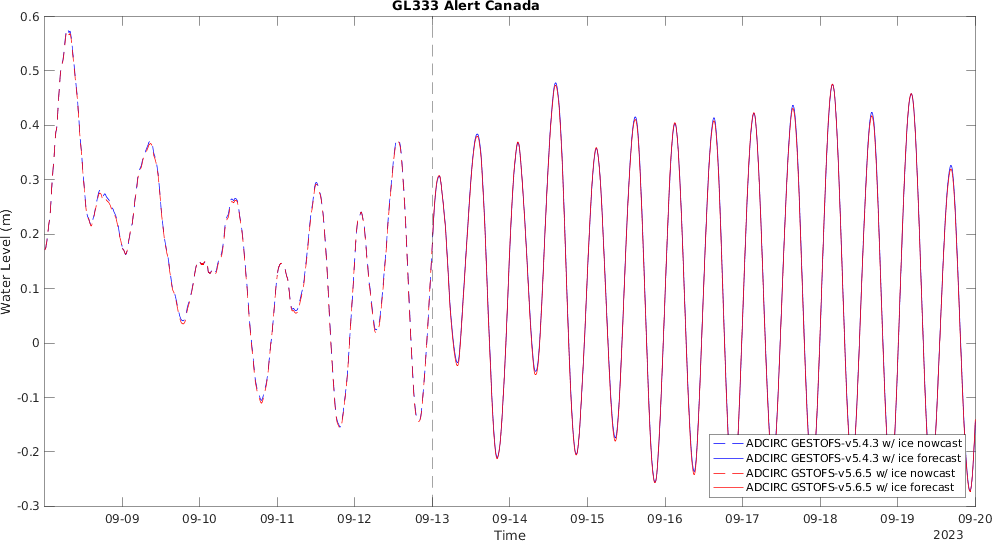 GL333 Alert Canada
0.6
0.5
0.4
0.3
0.2
0.1
0
-0.1
-0.2
-0.3
Water Level (m)
ADCIRC GESTOFS-v5.4.3 w/ ice nowcast
ADCIRC GESTOFS-v5.4.3 w/ ice forecast
ADCIRC GSTOFS-v5.6.5 w/ ice nowcast
ADCIRC GSTOFS-v5.6.5 w/ ice forecast
09-09 09-10 09-11 09-12 09-13 09-14 09-15 09-16 09-17 09-18 09-19 09-20
Time
2023